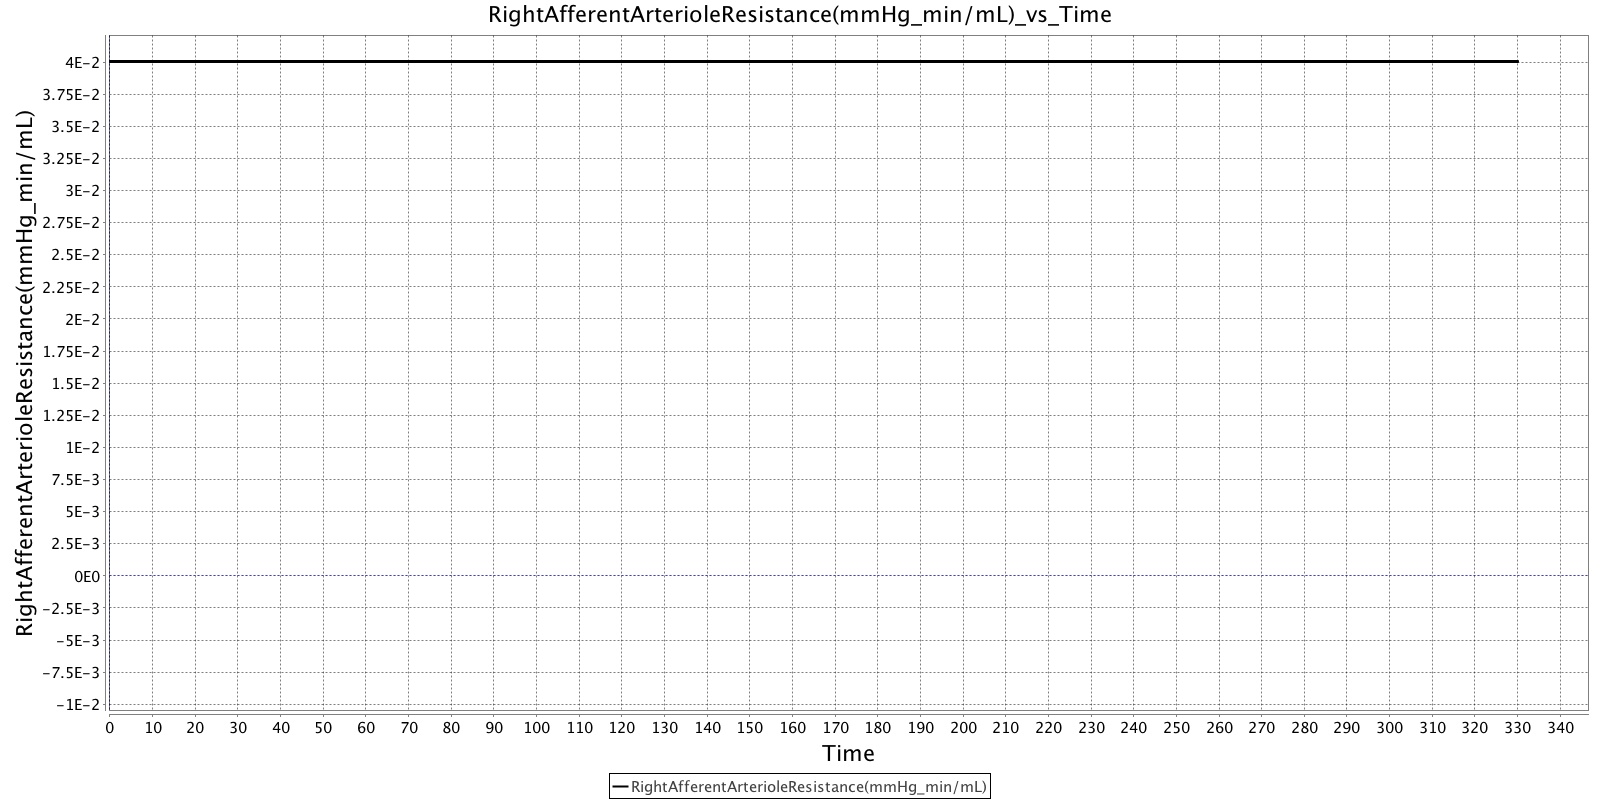 RightAfferentArterioleResistance(mmHg_min/mL)_vs_Time
RightAfferentArterioleResistance(mmHg_min/mL)
4E-2
3.75E-2
3.5E-2
3.25E-2
3E-2
2.75E-2
2.5E-2
2.25E-2
2E-2
1.75E-2
1.5E-2
1.25E-2
1E-2
7.5E-3
5E-3
2.5E-3
0E0
-2.5E-3
-5E-3
-7.5E-3
-1E-2
0 10 20 30 40 50 60 70 80 90 100 110 120 130 140 150 160 170 180 190 200 210 220 230 240 250 260 270 280 290 300 310 320 330 340
Time
RightAfferentArterioleResistance(mmHg_min/mL)